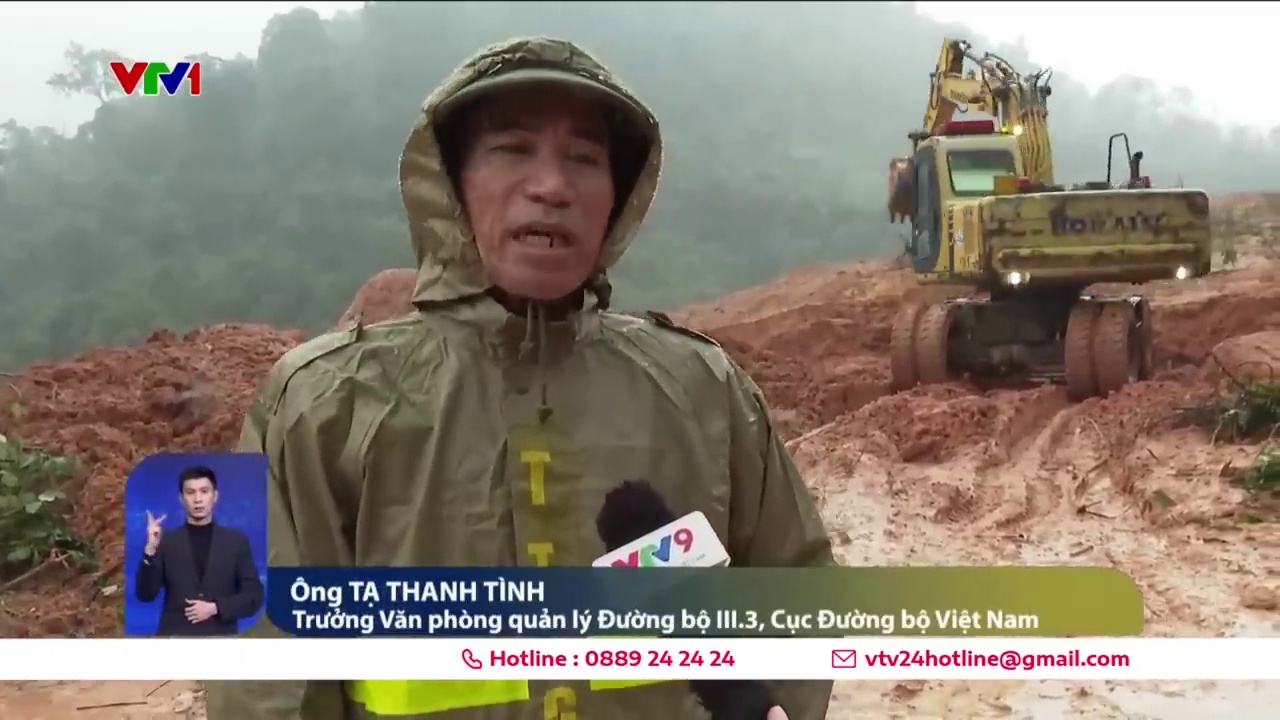 VTV1
T
T
G
VTV9
Ông TẠ THANH TÌNH
Trưởng Văn phòng quản lý Đường bộ III.3, Cục Đường bộ Việt Nam
Hotline : 0889 24 24 24
vtv24hotline@gmail.com